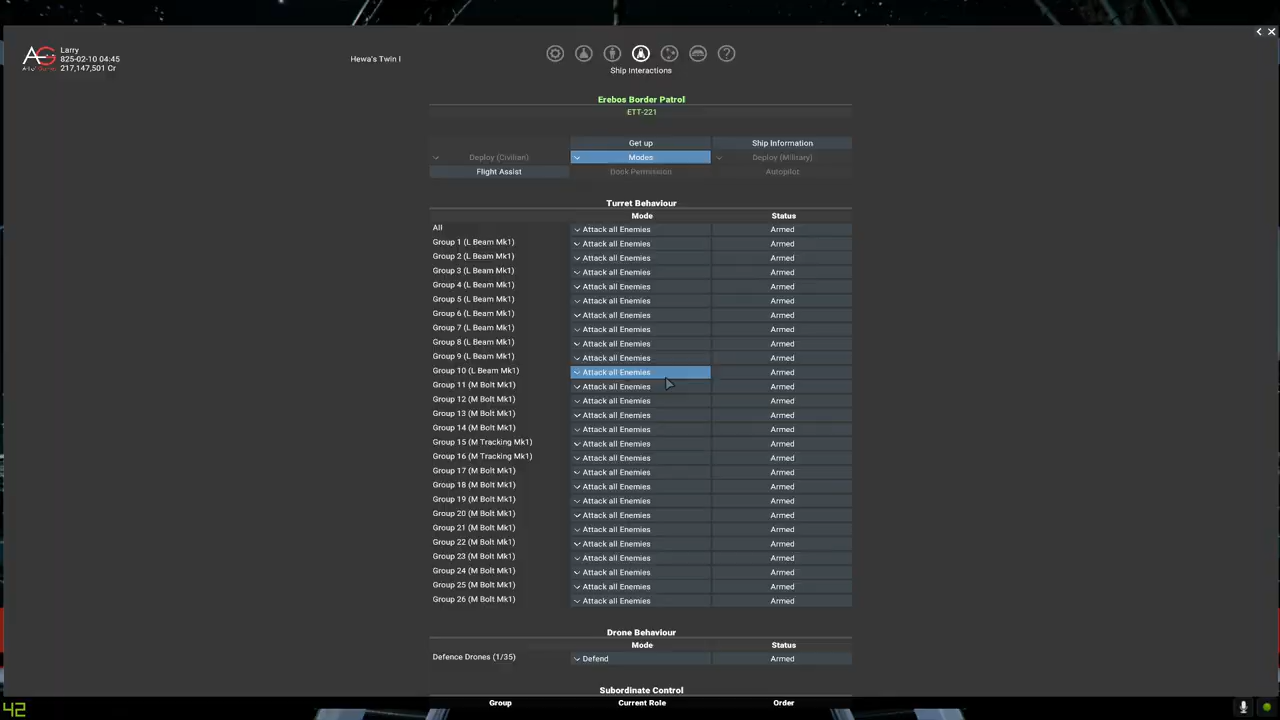 Larry
825-02-10 04:45
217,147,501 Cr
Hewa's Twin I
Ship Interactions
Erebos Border Patrol
ETT-221
Get up
Ship Information
Deploy (Civilian)
Modes
Deploy (Military)
Flight Assist
Dock Permission
Autopilot
Turret Behaviour
Mode Status
All Attack all Enemies Armed
Group 1 (L Beam Mk1) Attack all Enemies Armed
Group 2 (L Beam Mk1) Attack all Enemies Armed
Group 3 (L Beam Mk1) Attack all Enemies Armed
Group 4 (L Beam Mk1) Attack all Enemies Armed
Group 5 (L Beam Mk1) Attack all Enemies Armed
Group 6 (L Beam Mk1) Attack all Enemies Armed
Group 7 (L Beam Mk1) Attack all Enemies Armed
Group 8 (L Beam Mk1) Attack all Enemies Armed
Group 9 (L Beam Mk1) Attack all Enemies Armed
Group 10 (L Beam Mk1) Attack all Enemies Armed
Group 11 (M Bolt Mk1) Attack all Enemies Armed
Group 12 (M Bolt Mk1) Attack all Enemies Armed
Group 13 (M Bolt Mk1) Attack all Enemies Armed
Group 14 (M Bolt Mk1) Attack all Enemies Armed
Group 15 (M Tracking Mk1) Attack all Enemies Armed
Group 16 (M Tracking Mk1) Attack all Enemies Armed
Group 17 (M Bolt Mk1) Attack all Enemies Armed
Group 18 (M Bolt Mk1) Attack all Enemies Armed
Group 19 (M Bolt Mk1) Attack all Enemies Armed
Group 20 (M Bolt Mk1) Attack all Enemies Armed
Group 21 (M Bolt Mk1) Attack all Enemies Armed
Group 22 (M Bolt Mk1) Attack all Enemies Armed
Group 23 (M Bolt Mk1) Attack all Enemies Armed
Group 24 (M Bolt Mk1) Attack all Enemies Armed
Group 25 (M Bolt Mk1) Attack all Enemies Armed
Group 26 (M Bolt Mk1) Attack all Enemies Armed
Drone Behaviour
Mode Status
Defence Drones (1/35) Defend Armed
Subordinate Control
Group Current Role Order
42